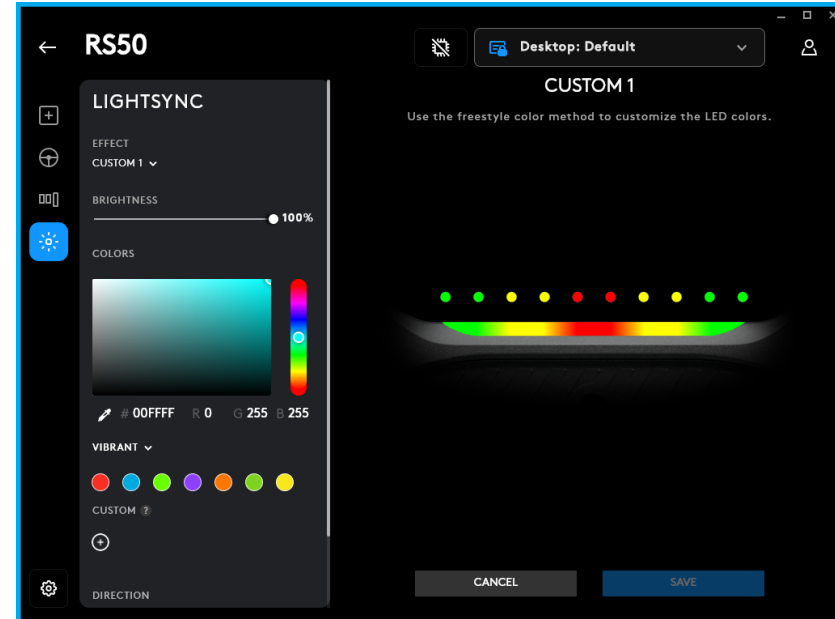 RS50
Desktop: Default
LIGHTSYNC
EFFECT
CUSTOM 1
BRIGHTNESS
100%
COLORS
# 00FFFF R 0 G 255 B 255
VIBRANT
CUSTOM ?
DIRECTION
CUSTOM 1
Use the freestyle color method to customize the LED colors.
CANCEL
SAVE